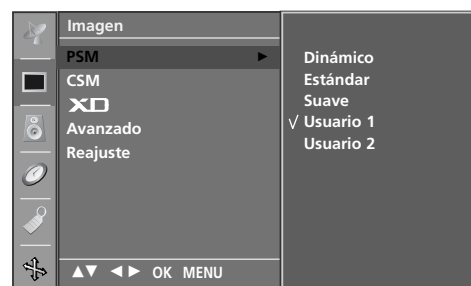 Imagen
PSM
CSM
XD
Avanzado
Reajuste
Dinámico
Estándar
Suave
√ Usuario 1
Usuario 2
▲▼ ◄► OK MENU